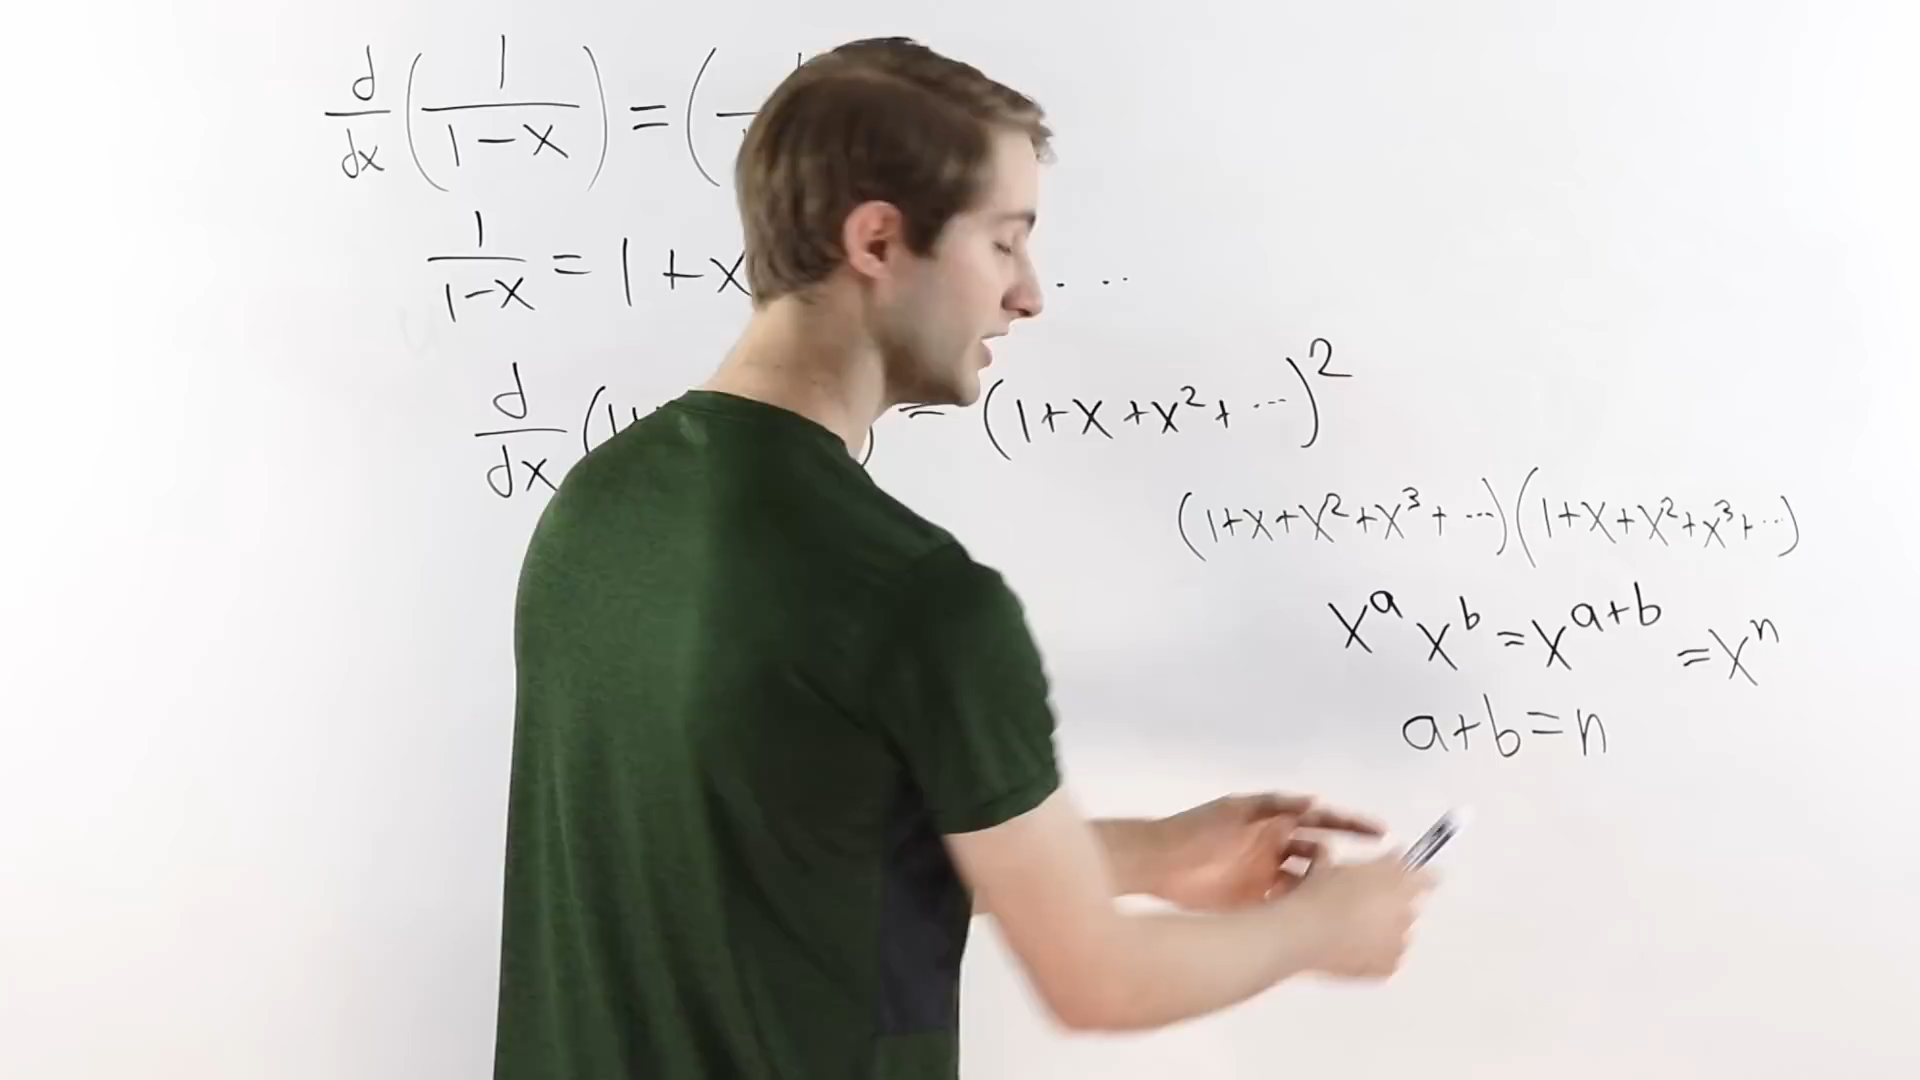 d/dx (1/(1-x)) = (
1/(1-x) = 1 + x . . .
d/dx (1 = (1+x+x²+ ...)²
(1+x+x²+x³+ ...)(1+x+x²+x³+ ...)
xᵃ xᵇ = xᵃ⁺ᵇ = xⁿ
a+b=n